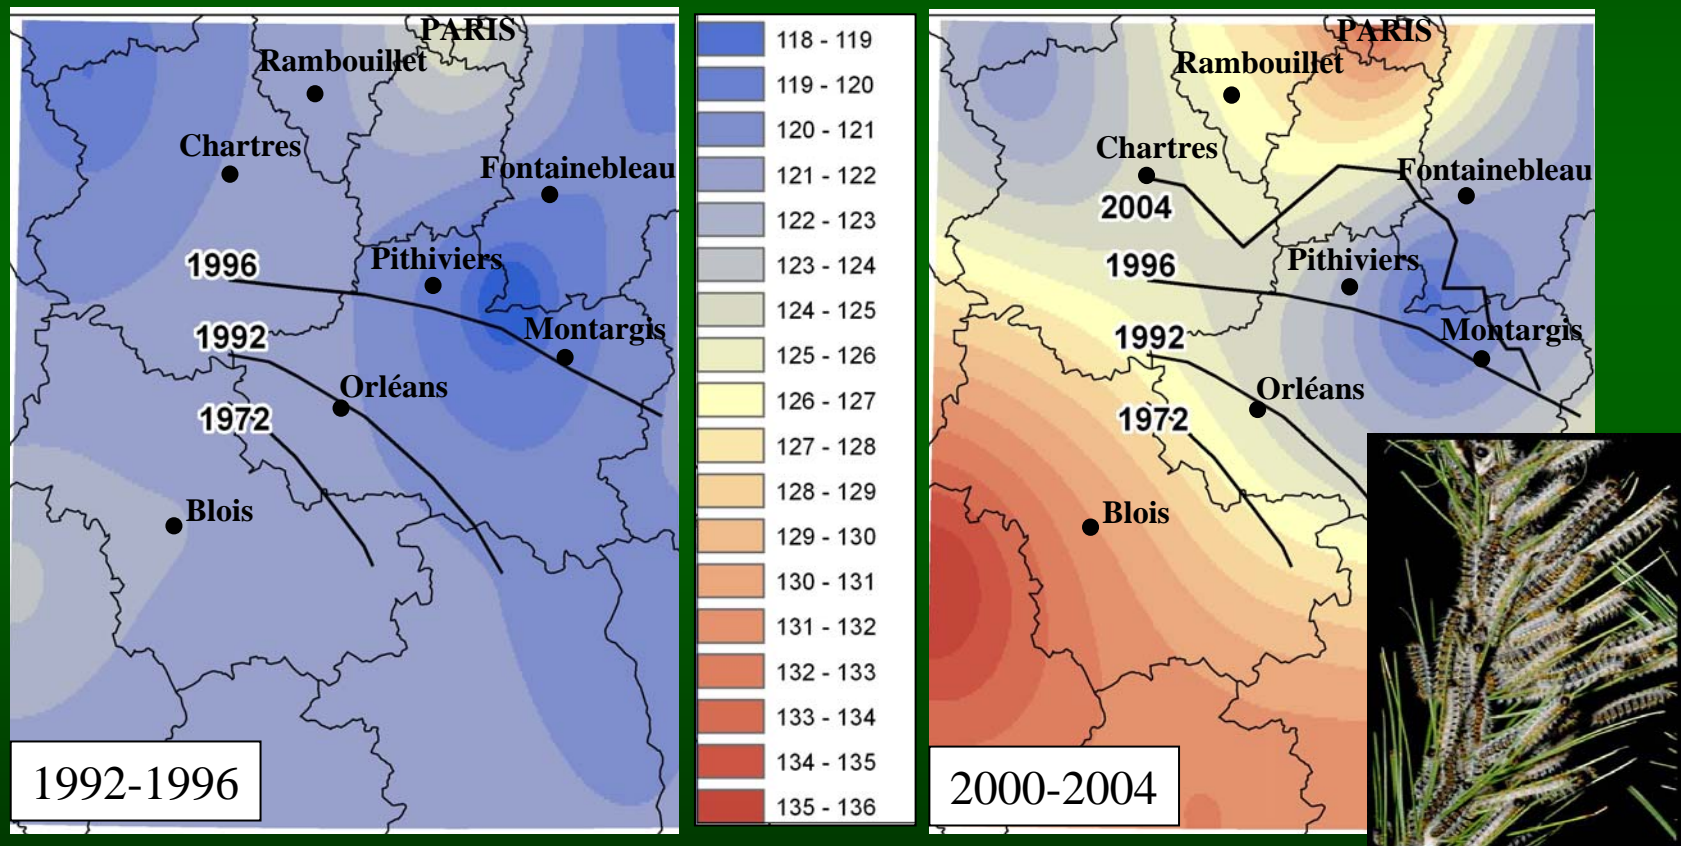 PARIS
Rambouillet
Chartres
Fontainebleau
1996
Pithiviers
1992
Montargis
Orléans
1972
Blois
1992-1996
118 - 119
119 - 120
120 - 121
121 - 122
122 - 123
123 - 124
124 - 125
125 - 126
126 - 127
127 - 128
128 - 129
129 - 130
130 - 131
131 - 132
132 - 133
133 - 134
134 - 135
135 - 136
PARIS
Rambouillet
Chartres
Fontainebleau
2004
1996
Pithiviers
1992
Montargis
Orléans
1972
Blois
2000-2004